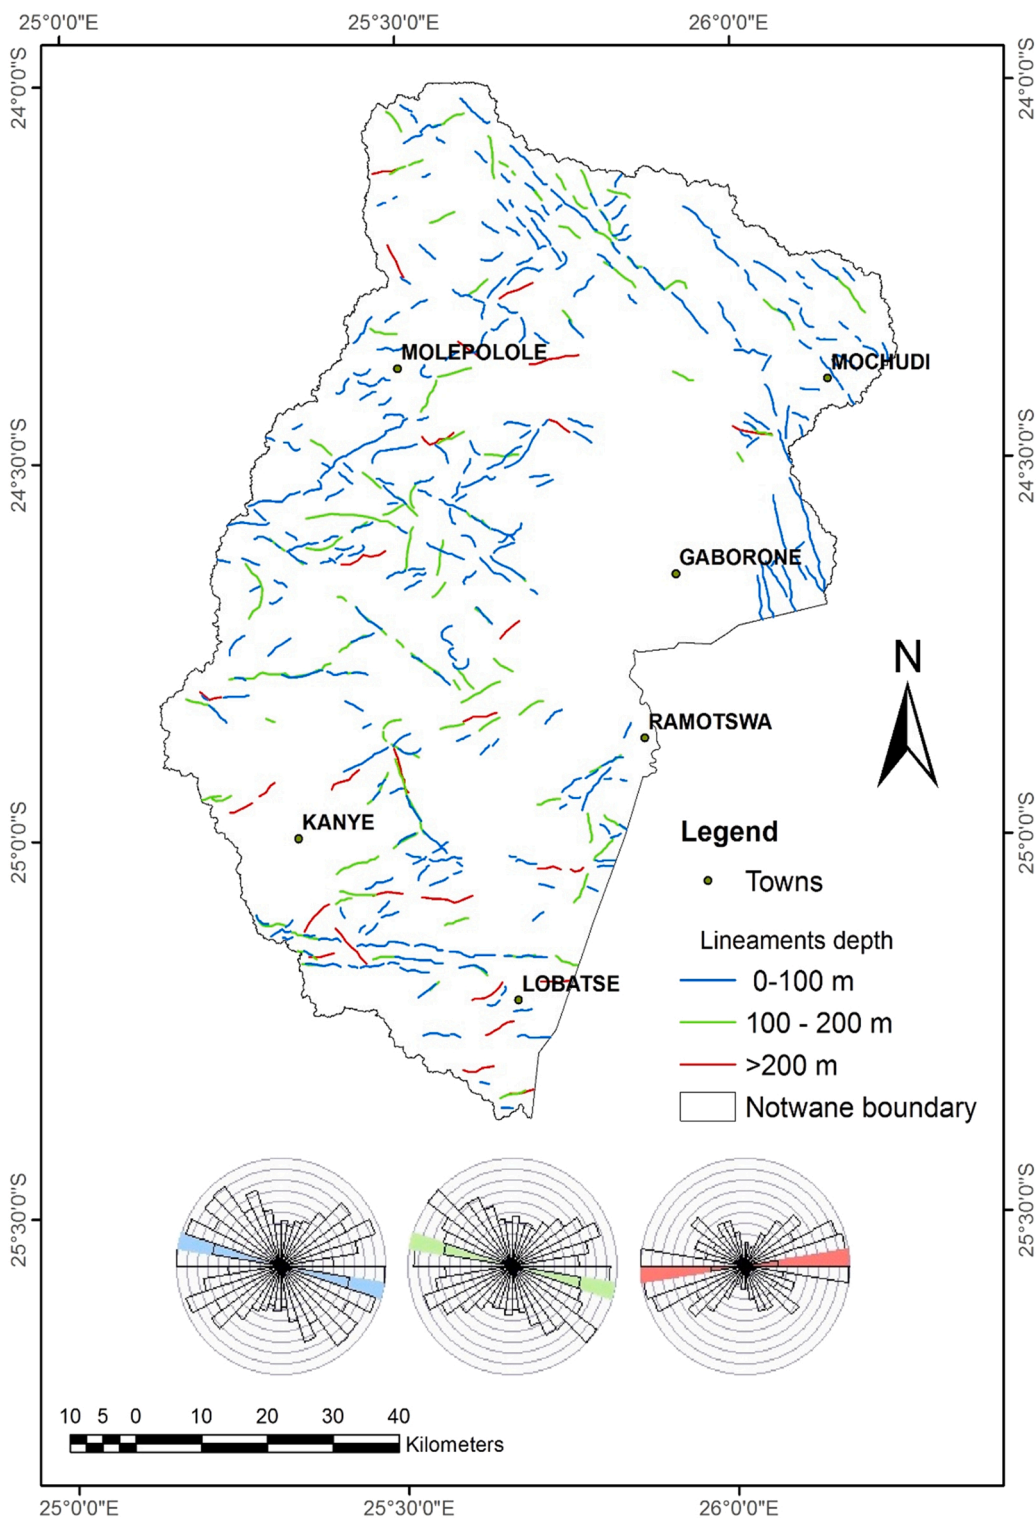 25°0'0"E 25°30'0"E 26°0'0"E
24°0'0"S 24°0'0"S
MOLEPOLOLE
MOCHUDI
24°30'0"S 24°30'0"S
GABORONE
N
RAMOTSWA
KANYE
25°0'0"S 25°0'0"S
Legend
Towns
Lineaments depth
0-100 m
LOBATSE
100 - 200 m
>200 m
Notwane boundary
25°30'0"S 25°30'0"S
10 5 0 10 20 30 40
Kilometers
25°0'0"E 25°30'0"E 26°0'0"E